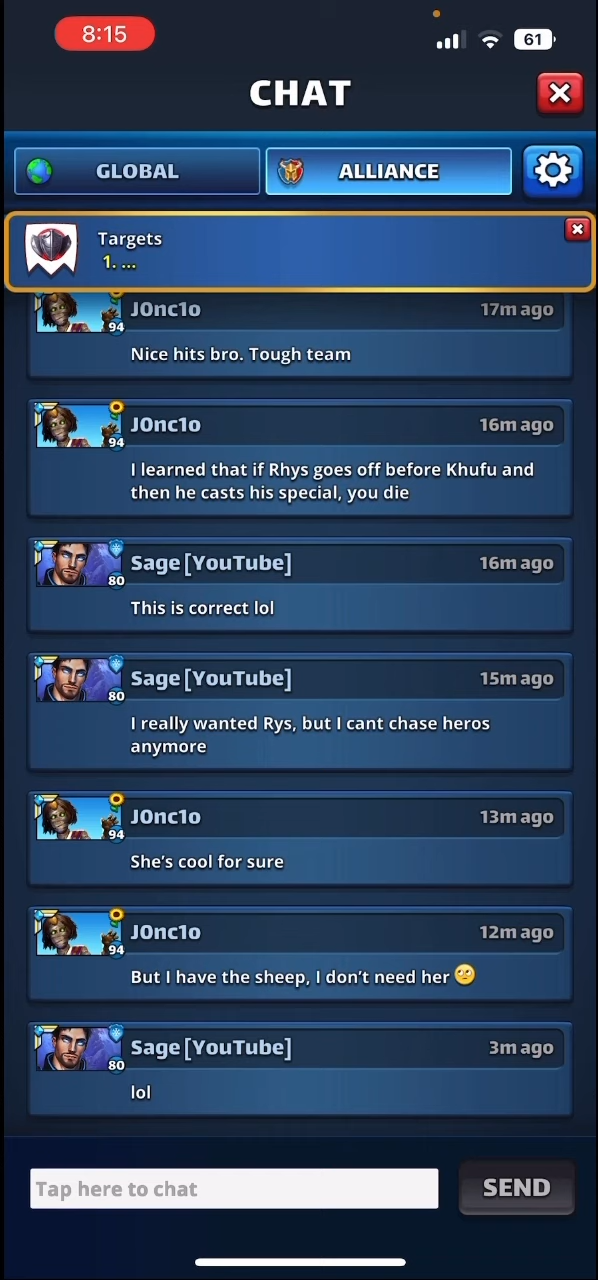 8:15
61
CHAT
GLOBAL
ALLIANCE
Targets
1. ...
J0nc1o
17m ago
94
Nice hits bro. Tough team
J0nc1o
16m ago
94
I learned that if Rhys goes off before Khufu and
then he casts his special, you die
Sage [YouTube]
16m ago
80
This is correct lol
Sage [YouTube]
15m ago
80
I really wanted Rys, but I cant chase heros
anymore
J0nc1o
13m ago
94
She's cool for sure
J0nc1o
12m ago
94
But I have the sheep, I don't need her 🙄
Sage [YouTube]
3m ago
80
lol
Tap here to chat
SEND